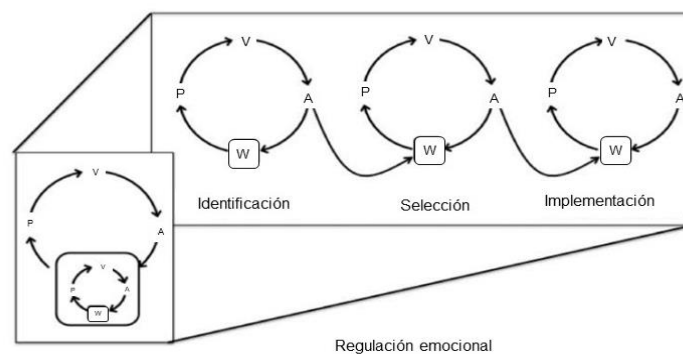 V V V
P A P A P A
W W W
Identificación Selección Implementación
V
P A
V
P A
W
Regulación emocional